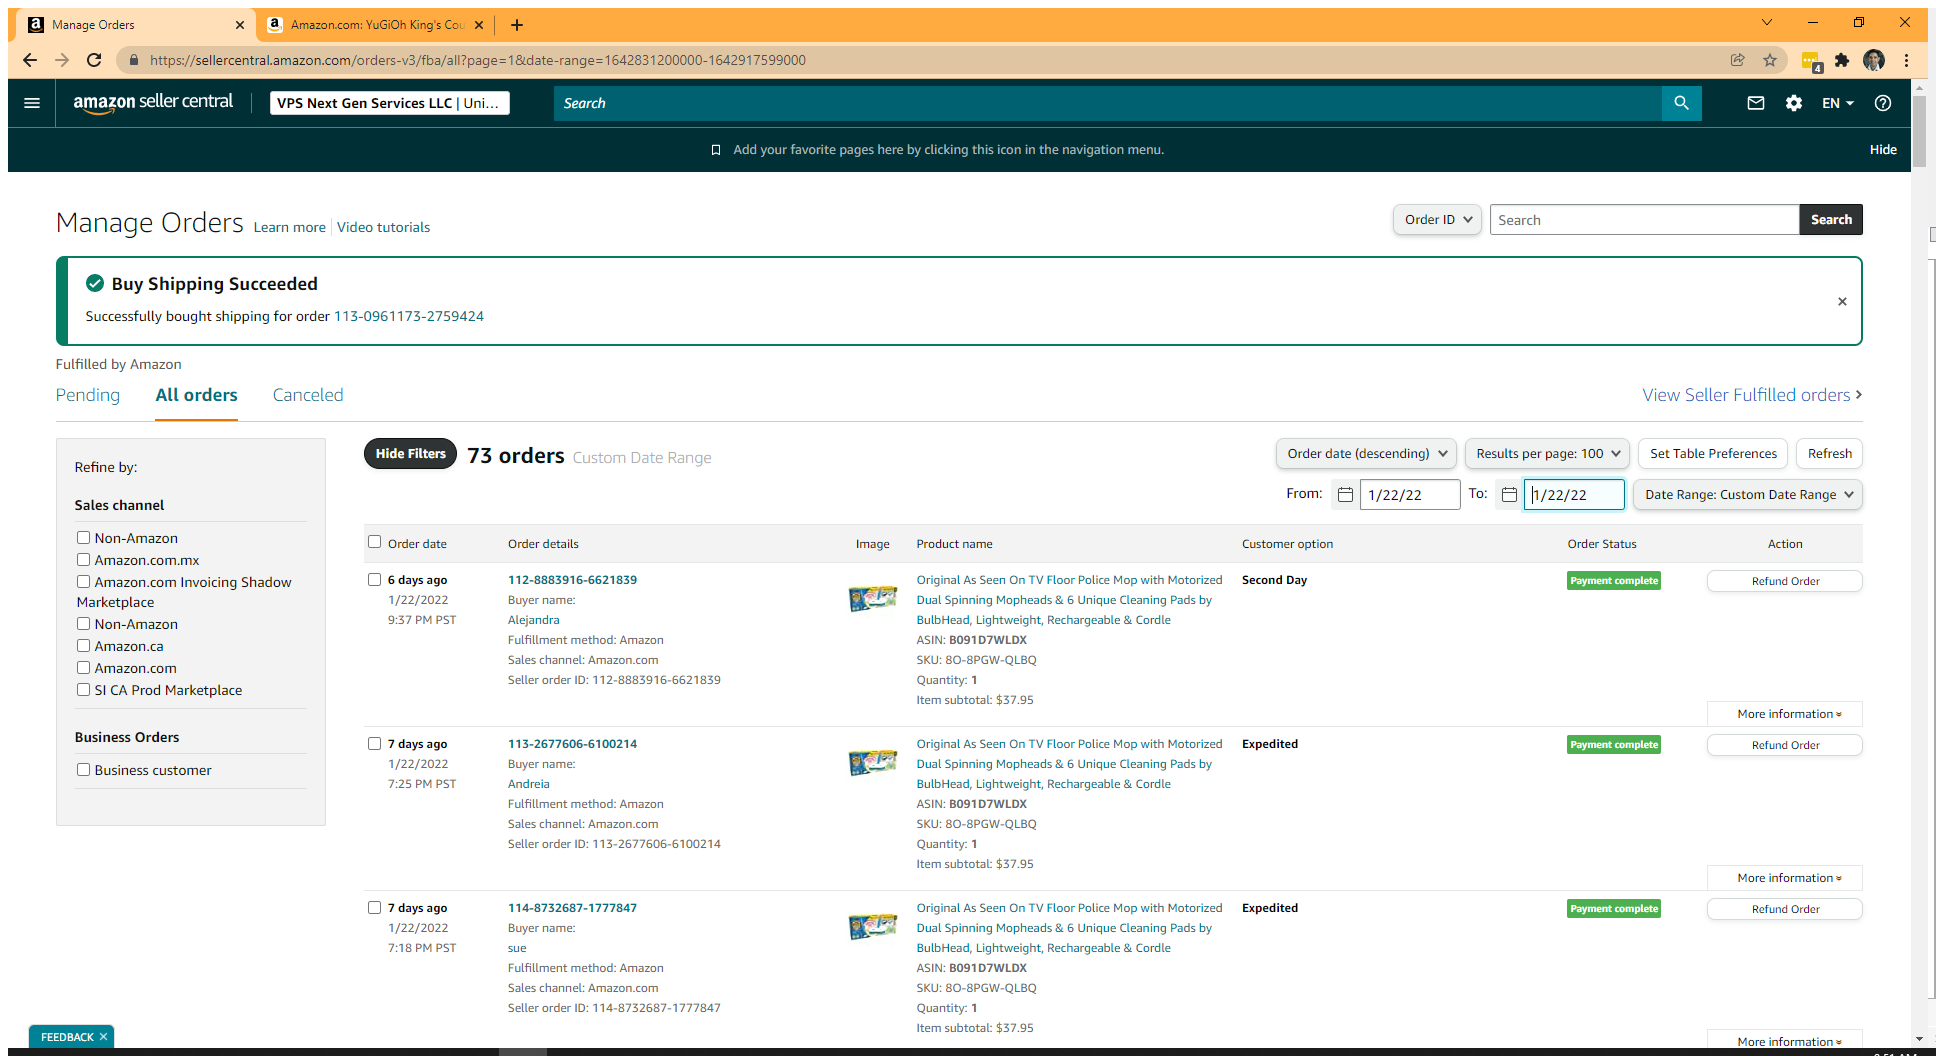 Manage Orders
Amazon.com: YuGiOh King's Cou
https://sellercentral.amazon.com/orders-v3/fba/all?page=1&date-range=1642831200000-1642917599000
4
amazon seller central
VPS Next Gen Services LLC | Uni...
Search
EN
Add your favorite pages here by clicking this icon in the navigation menu.
Hide
Manage Orders
Learn more
Video tutorials
Order ID
Search
Search
Buy Shipping Succeeded
Successfully bought shipping for order 113-0961173-2759424
Fulfilled by Amazon
Pending
All orders
Canceled
View Seller Fulfilled orders
Refine by:
Sales channel
Non-Amazon
Amazon.com.mx
Amazon.com Invoicing Shadow
Marketplace
Non-Amazon
Amazon.ca
Amazon.com
SI CA Prod Marketplace
Business Orders
Business customer
Hide Filters
73 orders
Custom Date Range
Order date (descending)
Results per page: 100
Set Table Preferences
Refresh
From:
1/22/22
To:
1/22/22
Date Range: Custom Date Range
Order date
Order details
Image
Product name
Customer option
Order Status
Action
6 days ago
1/22/2022
9:37 PM PST
112-8883916-6621839
Buyer name:
Alejandra
Fulfillment method: Amazon
Sales channel: Amazon.com
Seller order ID: 112-8883916-6621839
Original As Seen On TV Floor Police Mop with Motorized
Dual Spinning Mopheads & 6 Unique Cleaning Pads by
BulbHead, Lightweight, Rechargeable & Cordle
ASIN: B091D7WLDX
SKU: 8O-8PGW-QLBQ
Quantity: 1
Item subtotal: $37.95
Second Day
Payment complete
Refund Order
More information
7 days ago
1/22/2022
7:25 PM PST
113-2677606-6100214
Buyer name:
Andreia
Fulfillment method: Amazon
Sales channel: Amazon.com
Seller order ID: 113-2677606-6100214
Original As Seen On TV Floor Police Mop with Motorized
Dual Spinning Mopheads & 6 Unique Cleaning Pads by
BulbHead, Lightweight, Rechargeable & Cordle
ASIN: B091D7WLDX
SKU: 8O-8PGW-QLBQ
Quantity: 1
Item subtotal: $37.95
Expedited
Payment complete
Refund Order
More information
7 days ago
1/22/2022
7:18 PM PST
114-8732687-1777847
Buyer name:
sue
Fulfillment method: Amazon
Sales channel: Amazon.com
Seller order ID: 114-8732687-1777847
Original As Seen On TV Floor Police Mop with Motorized
Dual Spinning Mopheads & 6 Unique Cleaning Pads by
BulbHead, Lightweight, Rechargeable & Cordle
ASIN: B091D7WLDX
SKU: 8O-8PGW-QLBQ
Quantity: 1
Item subtotal: $37.95
Expedited
Payment complete
Refund Order
More information
FEEDBACK